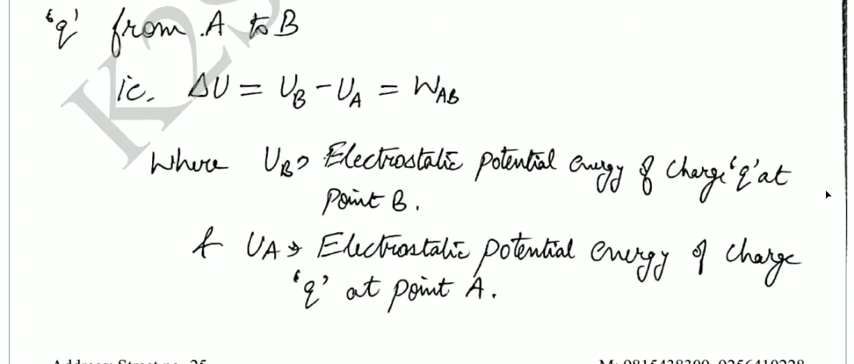 'q' from A to B
ie. ΔU = U_B - U_A = W_AB
Where U_B → Electrostatic potential energy of charge 'q' at
point B.
& U_A → Electrostatic potential energy of charge
'q' at point A.